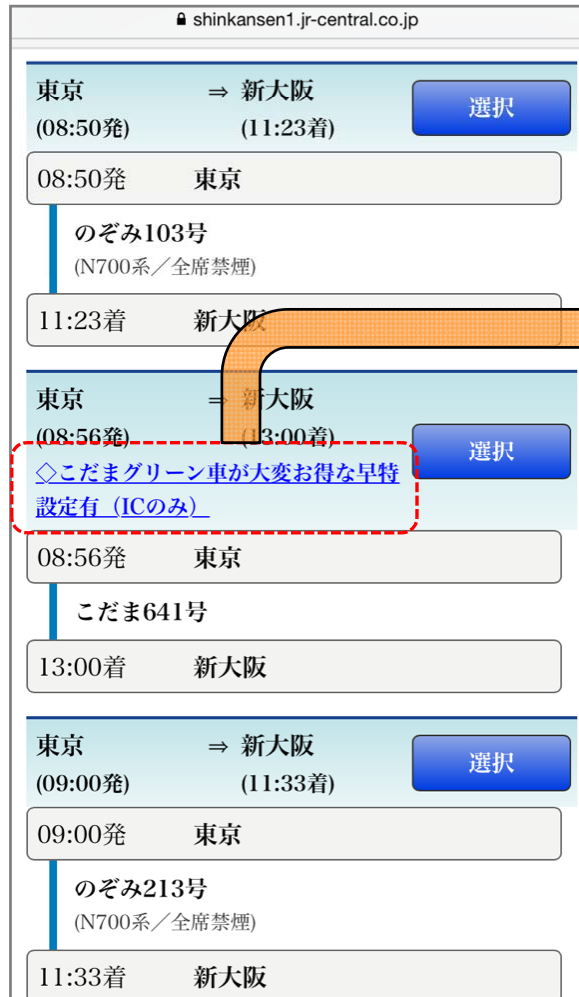 shinkansen1.jr-central.co.jp
東京 ⇒ 新大阪
(08:50発) (11:23着)
選択
08:50発 東京
のぞみ103号
(N700系／全席禁煙)
11:23着 新大阪
東京 ⇒ 新大阪
(08:56発) (13:00着)
選択
◇こだまグリーン車が大変お得な早特
設定有（ICのみ）
08:56発 東京
こだま641号
13:00着 新大阪
東京 ⇒ 新大阪
(09:00発) (11:33着)
選択
09:00発 東京
のぞみ213号
(N700系／全席禁煙)
11:33着 新大阪